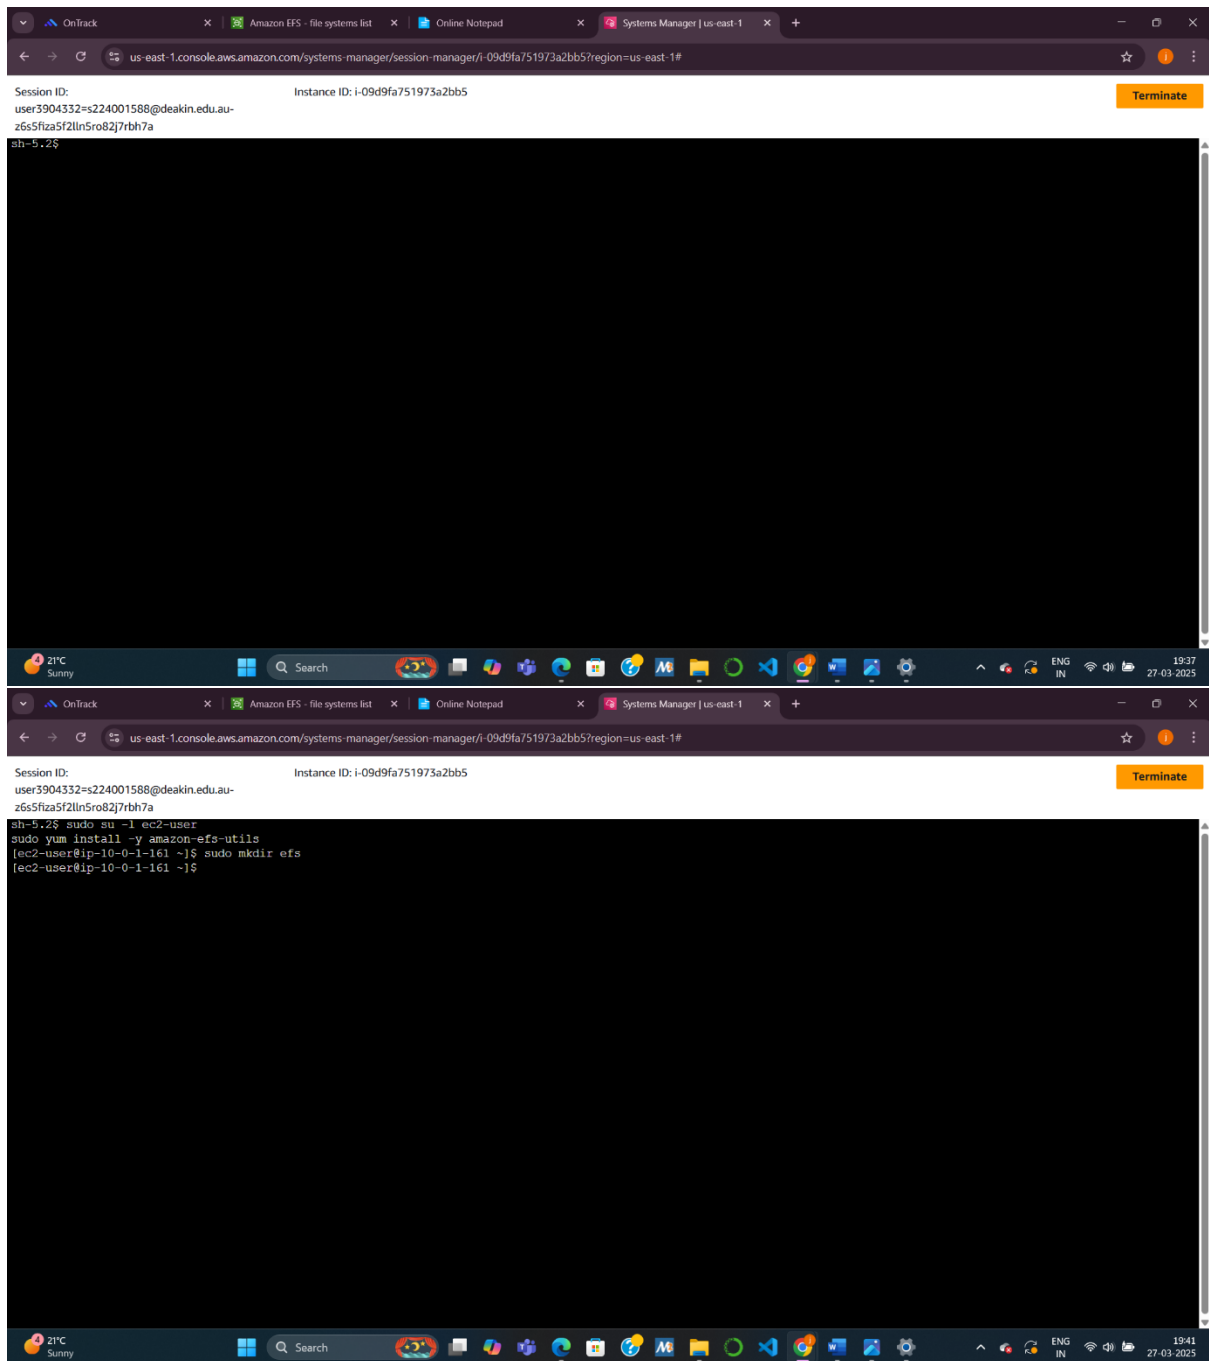 OnTrack
Amazon EFS - file systems list
Online Notepad
Systems Manager | us-east-1
us-east-1.console.aws.amazon.com/systems-manager/session-manager/i-09d9fa751973a2bb5?region=us-east-1#
Session ID:
user3904332=s224001588@deakin.edu.au-
z6s5fiza5f2lln5ro82j7rbh7a
Instance ID: i-09d9fa751973a2bb5
Terminate
sh-5.2$
4
21°C
Sunny
Search
ENG
IN
19:37
27-03-2025
OnTrack
Amazon EFS - file systems list
Online Notepad
Systems Manager | us-east-1
us-east-1.console.aws.amazon.com/systems-manager/session-manager/i-09d9fa751973a2bb5?region=us-east-1#
Session ID:
user3904332=s224001588@deakin.edu.au-
z6s5fiza5f2lln5ro82j7rbh7a
Instance ID: i-09d9fa751973a2bb5
Terminate
sh-5.2$ sudo su -l ec2-user
sudo yum install -y amazon-efs-utils
[ec2-user@ip-10-0-1-161 ~]$ sudo mkdir efs
[ec2-user@ip-10-0-1-161 ~]$
4
21°C
Sunny
Search
ENG
IN
19:41
27-03-2025